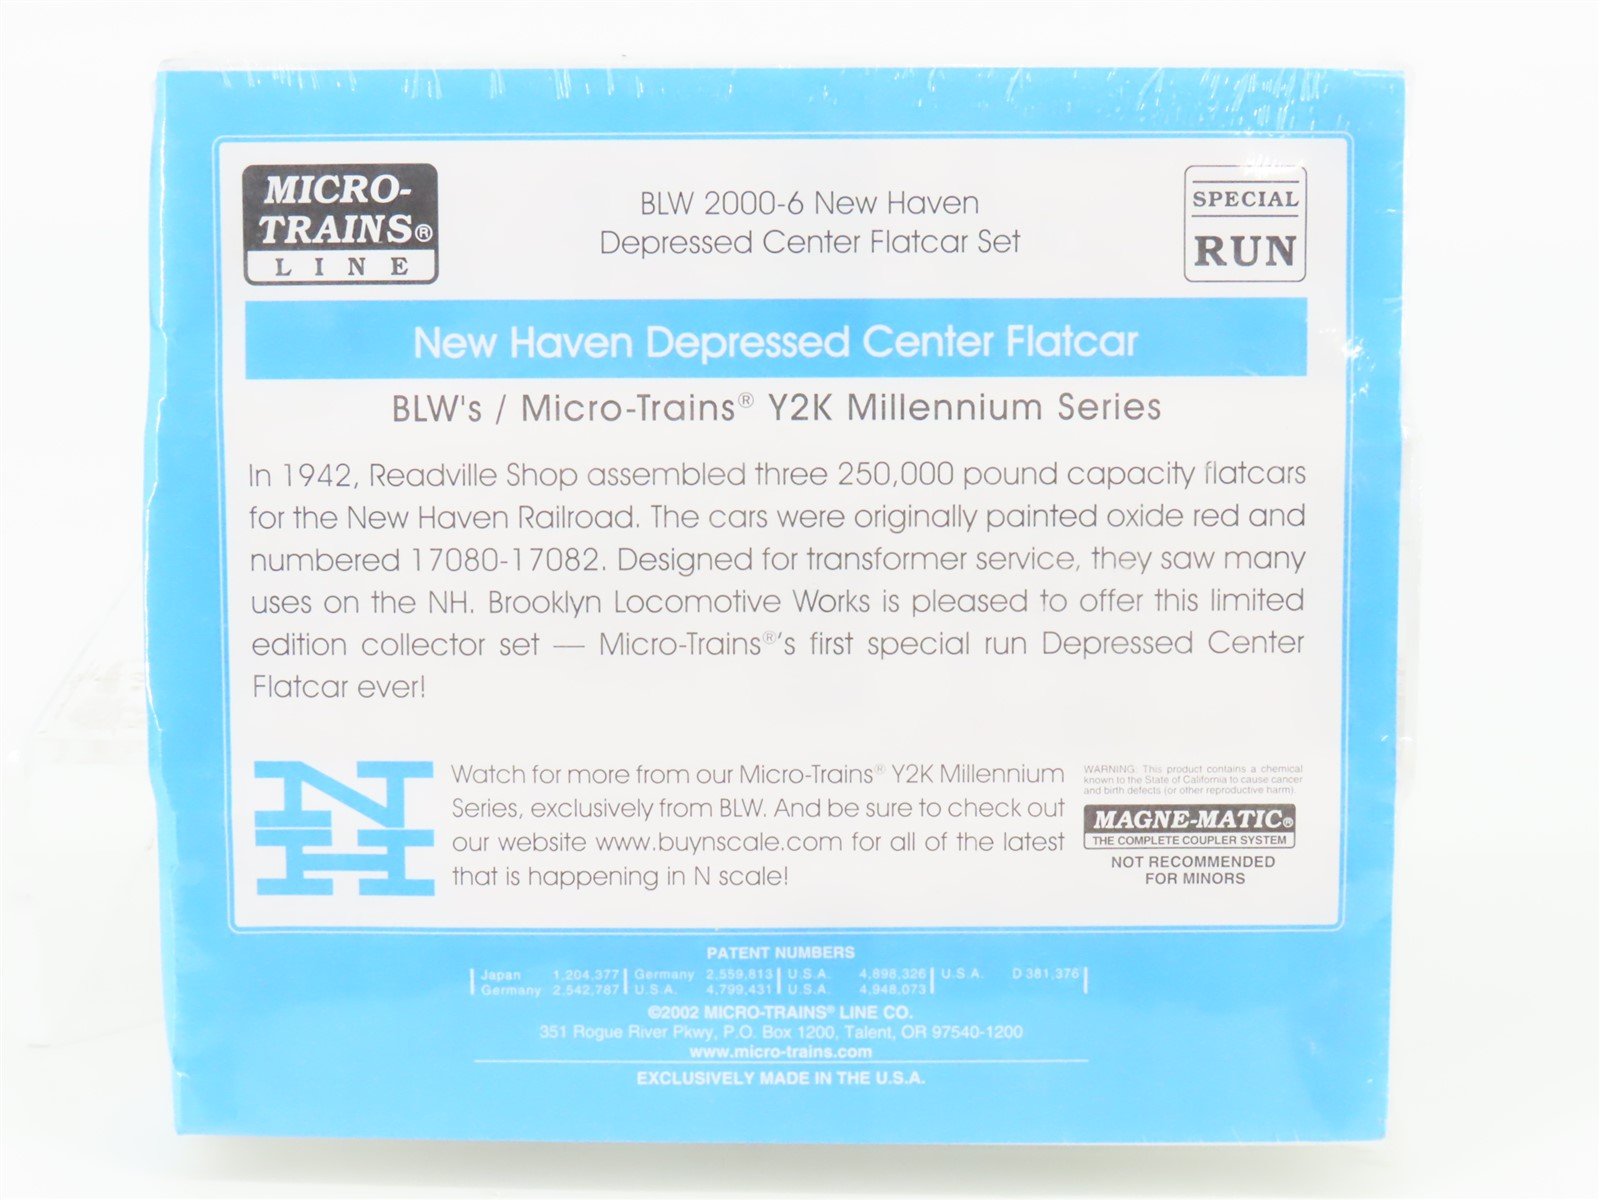 MICRO-
TRAINS®
LINE
BLW 2000-6 New Haven
Depressed Center Flatcar Set
SPECIAL
RUN
New Haven Depressed Center Flatcar
BLW's / Micro-Trains® Y2K Millennium Series
In 1942, Readville Shop assembled three 250,000 pound capacity flatcars
for the New Haven Railroad. The cars were originally painted oxide red and
numbered 17080-17082. Designed for transformer service, they saw many
uses on the NH. Brooklyn Locomotive Works is pleased to offer this limited
edition collector set — Micro-Trains®'s first special run Depressed Center
Flatcar ever!
N
H
Watch for more from our Micro-Trains® Y2K Millennium
Series, exclusively from BLW. And be sure to check out
our website www.buynscale.com for all of the latest
that is happening in N scale!
WARNING: This product contains a chemical
known to the State of California to cause cancer
and birth defects (or other reproductive harm).
MAGNE-MATIC®
THE COMPLETE COUPLER SYSTEM
NOT RECOMMENDED
FOR MINORS
PATENT NUMBERS
Japan 1,204,377 Germany 2,559,813 U.S.A. 4,898,326 U.S.A. D 381,376
Germany 2,542,787 U.S.A. 4,799,431 U.S.A. 4,948,073
©2002 MICRO-TRAINS® LINE CO.
351 Rogue River Pkwy, P.O. Box 1200, Talent, OR 97540-1200
www.micro-trains.com
EXCLUSIVELY MADE IN THE U.S.A.